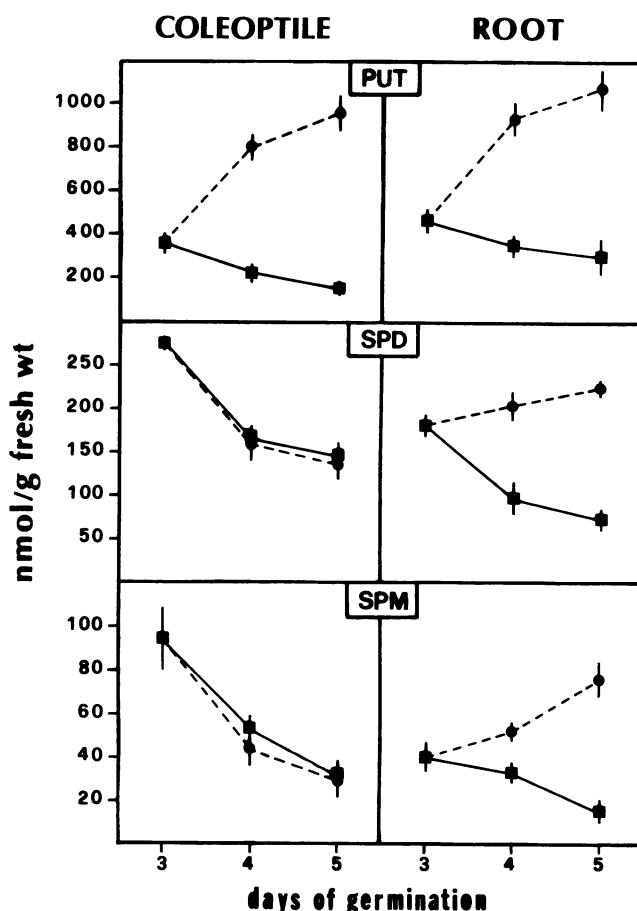 COLEOPTILE ROOT
PUT
1000
800
600
400
200
SPD
250
200
150
100
50
SPM
100
80
60
40
20
3 4 5 3 4 5
days of germination
nmol/g fresh wt